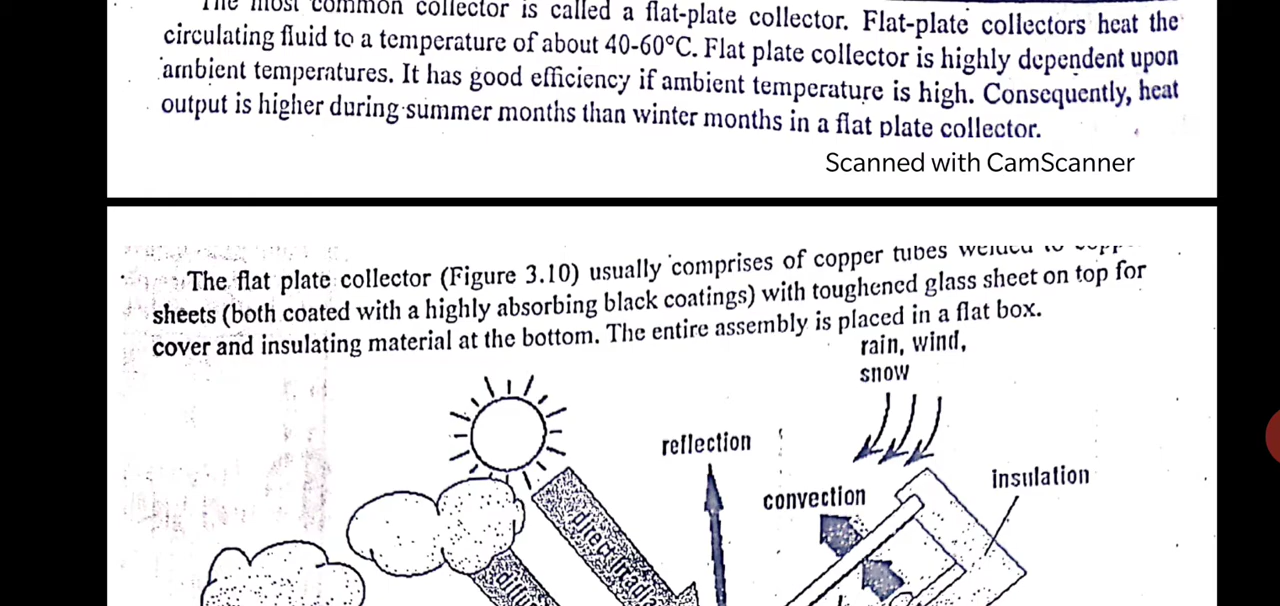 The most common collector is called a flat-plate collector. Flat-plate collectors heat the
circulating fluid to a temperature of about 40-60°C. Flat plate collector is highly dependent upon
ambient temperatures. It has good efficiency if ambient temperature is high. Consequently, heat
output is higher during summer months than winter months in a flat plate collector.
Scanned with CamScanner
The flat plate collector (Figure 3.10) usually comprises of copper tubes welded to
sheets (both coated with a highly absorbing black coatings) with toughened glass sheet on top for
cover and insulating material at the bottom. The entire assembly is placed in a flat box.
rain, wind,
snow
reflection
insulation
convection
direct